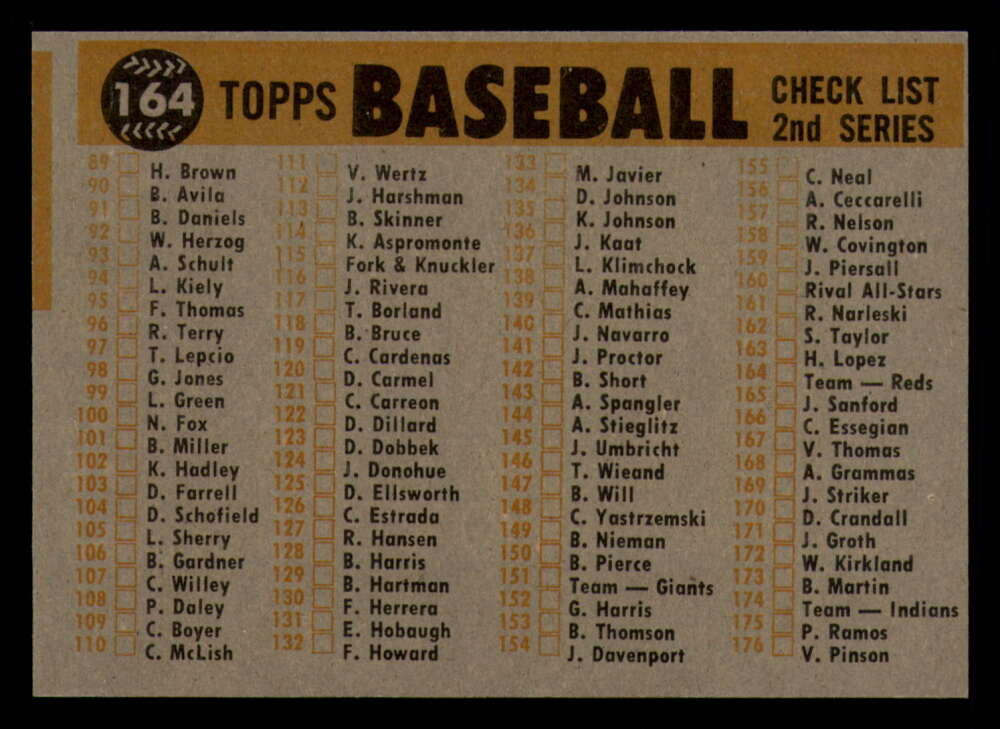 164 TOPPS BASEBALL CHECK LIST
2nd SERIES
89 H. Brown
90 B. Avila
91 B. Daniels
92 W. Herzog
93 A. Schult
94 L. Kiely
95 F. Thomas
96 R. Terry
97 T. Lepcio
98 G. Jones
99 L. Green
100 N. Fox
101 B. Miller
102 K. Hadley
103 D. Farrell
104 D. Schofield
105 L. Sherry
106 B. Gardner
107 C. Willey
108 P. Daley
109 C. Boyer
110 C. McLish
111 V. Wertz
112 J. Harshman
113 B. Skinner
114 K. Aspromonte
115 Fork & Knuckler
116 J. Rivera
117 T. Borland
118 B. Bruce
119 C. Cardenas
120 D. Carmel
121 C. Carreon
122 D. Dillard
123 D. Dobbek
124 J. Donohue
125 D. Ellsworth
126 C. Estrada
127 R. Hansen
128 B. Harris
129 B. Hartman
130 F. Herrera
131 E. Hobaugh
132 F. Howard
133 M. Javier
134 D. Johnson
135 K. Johnson
136 J. Kaat
137 L. Klimchock
138 A. Mahaffey
139 C. Mathias
140 J. Navarro
141 J. Proctor
142 B. Short
143 A. Spangler
144 A. Stieglitz
145 J. Umbricht
146 T. Wieand
147 B. Will
148 C. Yastrzemski
149 B. Nieman
150 B. Pierce
151 Team — Giants
152 G. Harris
153 B. Thomson
154 J. Davenport
155 C. Neal
156 A. Ceccarelli
157 R. Nelson
158 W. Covington
159 J. Piersall
160 Rival All-Stars
161 R. Narleski
162 S. Taylor
163 H. Lopez
164 Team — Reds
165 J. Sanford
166 C. Essegian
167 V. Thomas
168 A. Grammas
169 J. Striker
170 D. Crandall
171 J. Groth
172 W. Kirkland
173 B. Martin
174 Team — Indians
175 P. Ramos
176 V. Pinson